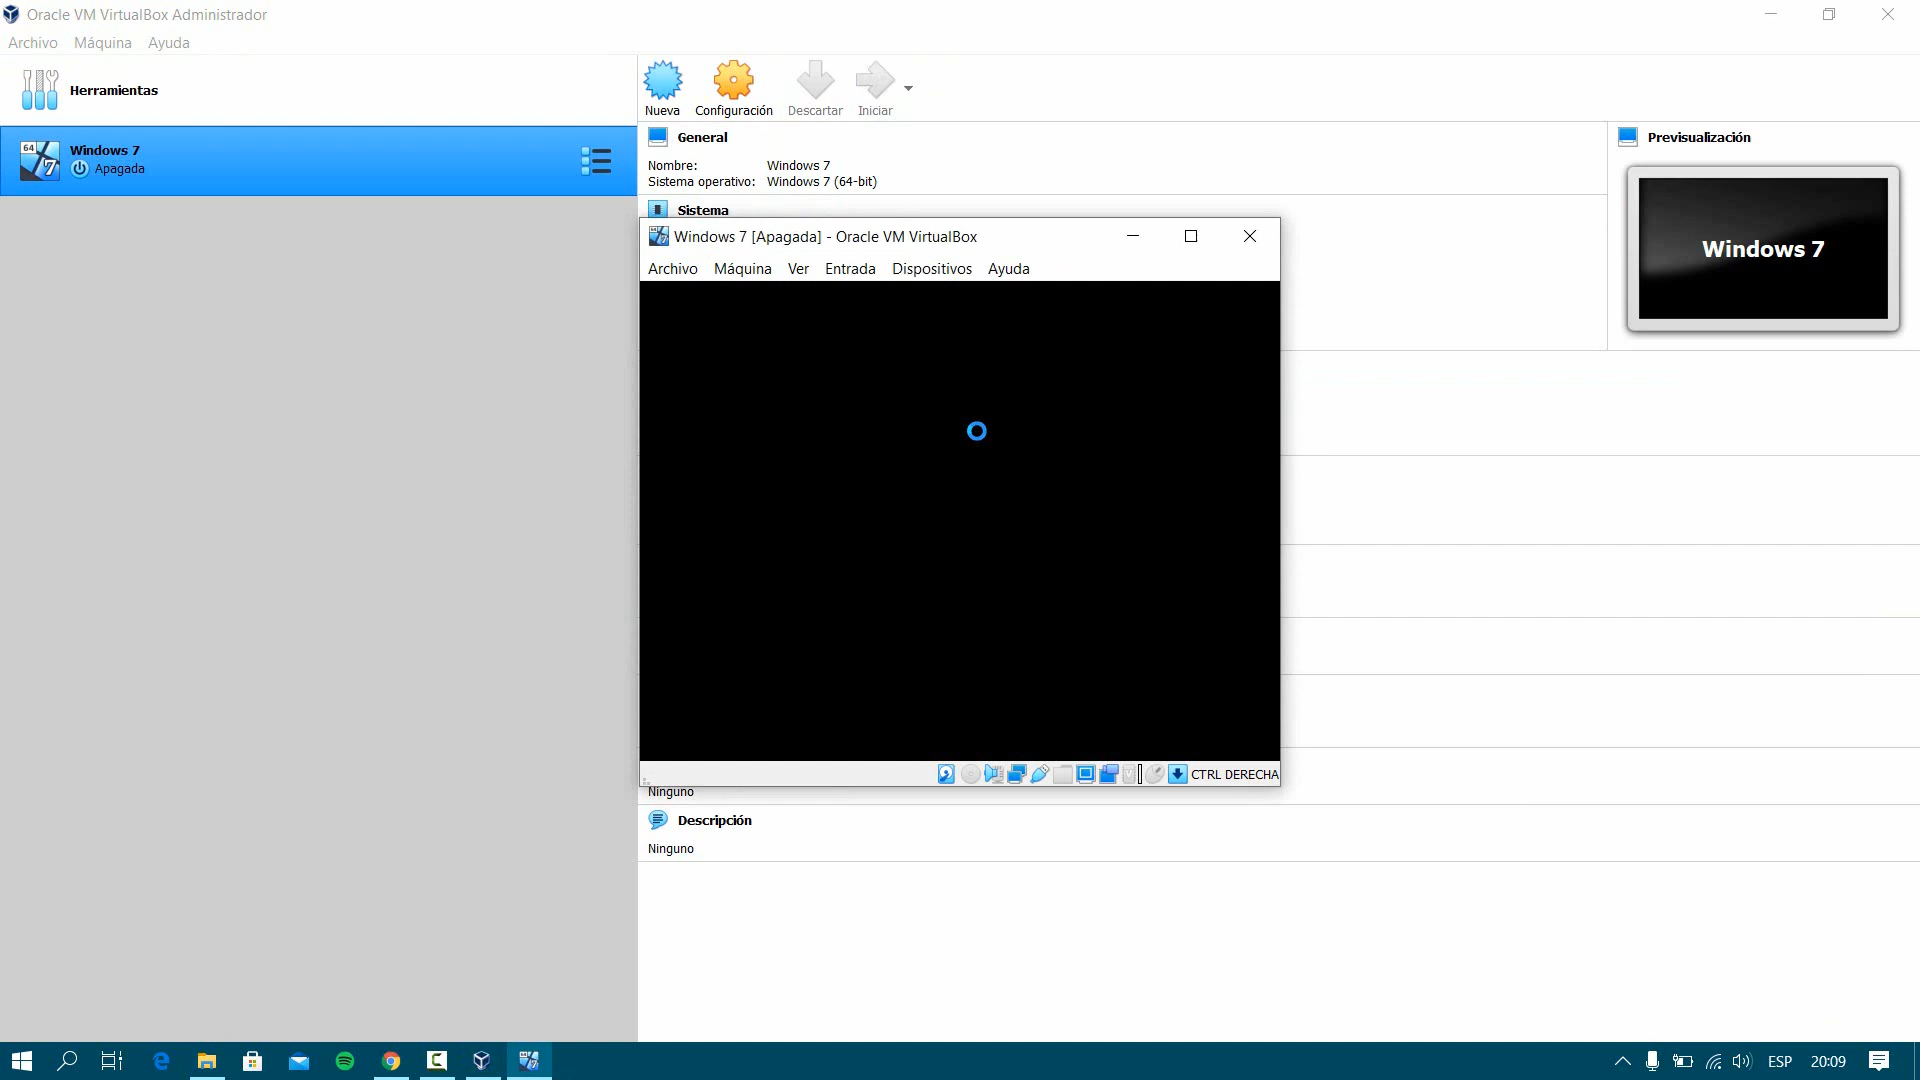 Oracle VM VirtualBox Administrador
Archivo Máquina Ayuda
Herramientas
64
7
Windows 7
Apagada
Nueva Configuración Descartar Iniciar
General
Nombre: Windows 7
Sistema operativo: Windows 7 (64-bit)
Sistema
Previsualización
Windows 7
Windows 7 [Apagada] - Oracle VM VirtualBox
Archivo Máquina Ver Entrada Dispositivos Ayuda
CTRL DERECHA
Ninguno
Descripción
Ninguno
ESP 20:09